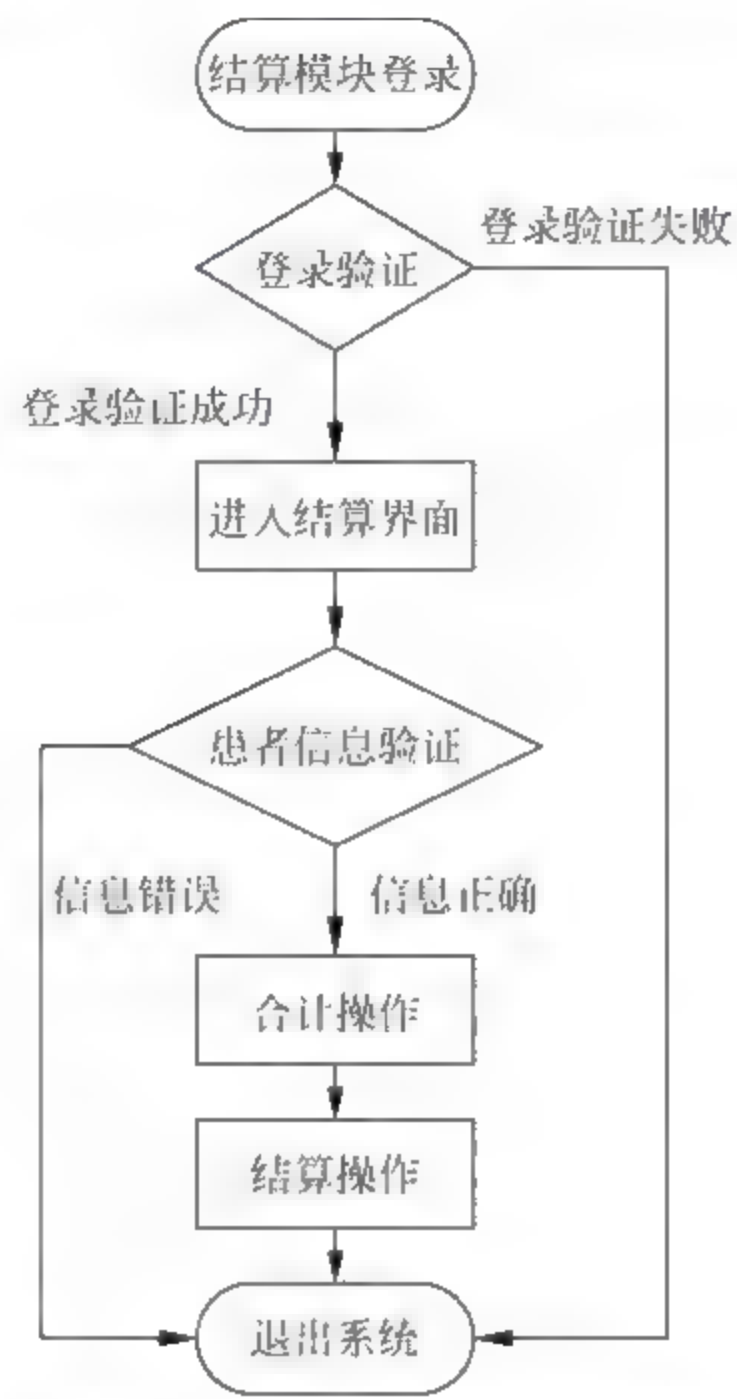 结算模块登录
登录验证失败
登录验证
登录验证成功
进入结算界面
患者信息验证
信息错误
信息正确
合计操作
结算操作
退出系统